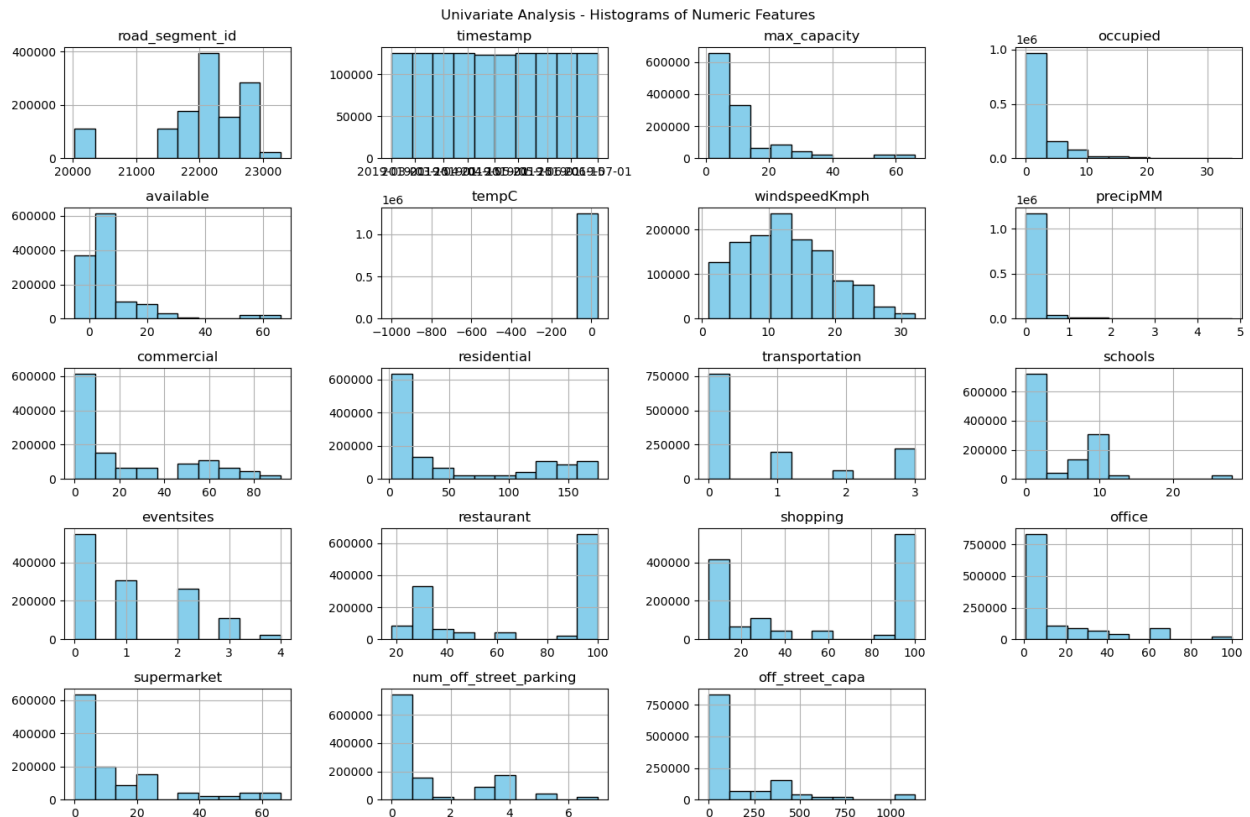 Univariate Analysis - Histograms of Numeric Features
road_segment_id
400000
200000
0
20000 21000 22000 23000
timestamp
100000
50000
0
max_capacity
600000
400000
200000
0
0 20 40 60
occupied
1e6
1.0
0.5
0.0
0 10 20 30
available
600000
400000
200000
0
0 20 40 60
tempC
1e6
1.0
0.5
0.0
−1000 −800 −600 −400 −200 0
windspeedKmph
200000
100000
0
0 10 20 30
precipMM
1e6
1.0
0.5
0.0
0 1 2 3 4 5
commercial
600000
400000
200000
0
0 20 40 60 80
residential
600000
400000
200000
0
0 50 100 150
transportation
750000
500000
250000
0
0 1 2 3
schools
600000
400000
200000
0
0 10 20
eventsites
400000
200000
0
0 1 2 3 4
restaurant
600000
400000
200000
0
20 40 60 80 100
shopping
400000
200000
0
20 40 60 80 100
office
750000
500000
250000
0
0 20 40 60 80 100
supermarket
600000
400000
200000
0
0 20 40 60
num_off_street_parking
600000
400000
200000
0
0 2 4 6
off_street_capa
750000
500000
250000
0
0 250 500 750 1000